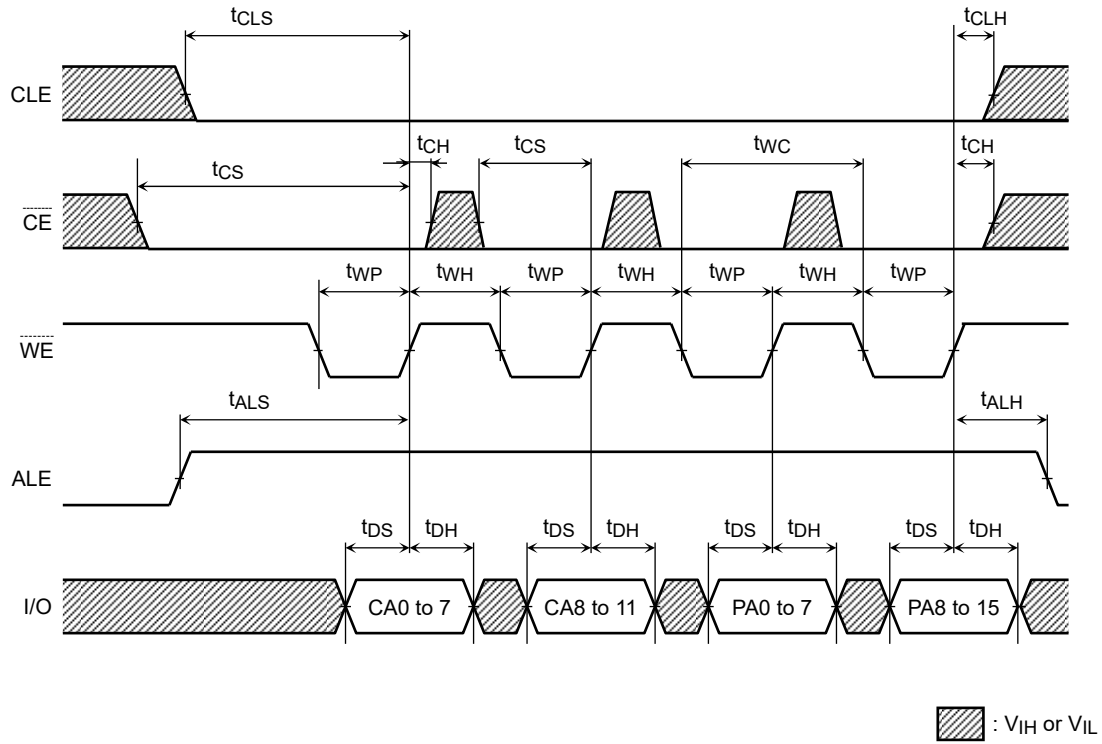 tCLS tCLH
CLE
tCH tCS tWC tCH
tCS
CE
tWP tWH tWP tWH tWP tWH tWP
WE
tALS tALH
ALE
tDS tDH tDS tDH tDS tDH tDS tDH
I/O CA0 to 7 CA8 to 11 PA0 to 7 PA8 to 15
: VIH or VIL